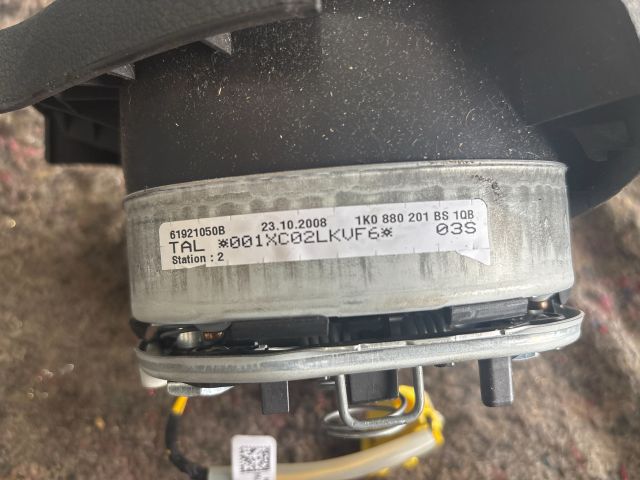 61921050B 23.10.2008 1K0 880 201 BS 1QB
TAL *001XC02LKVF6* 03S
Station : 2